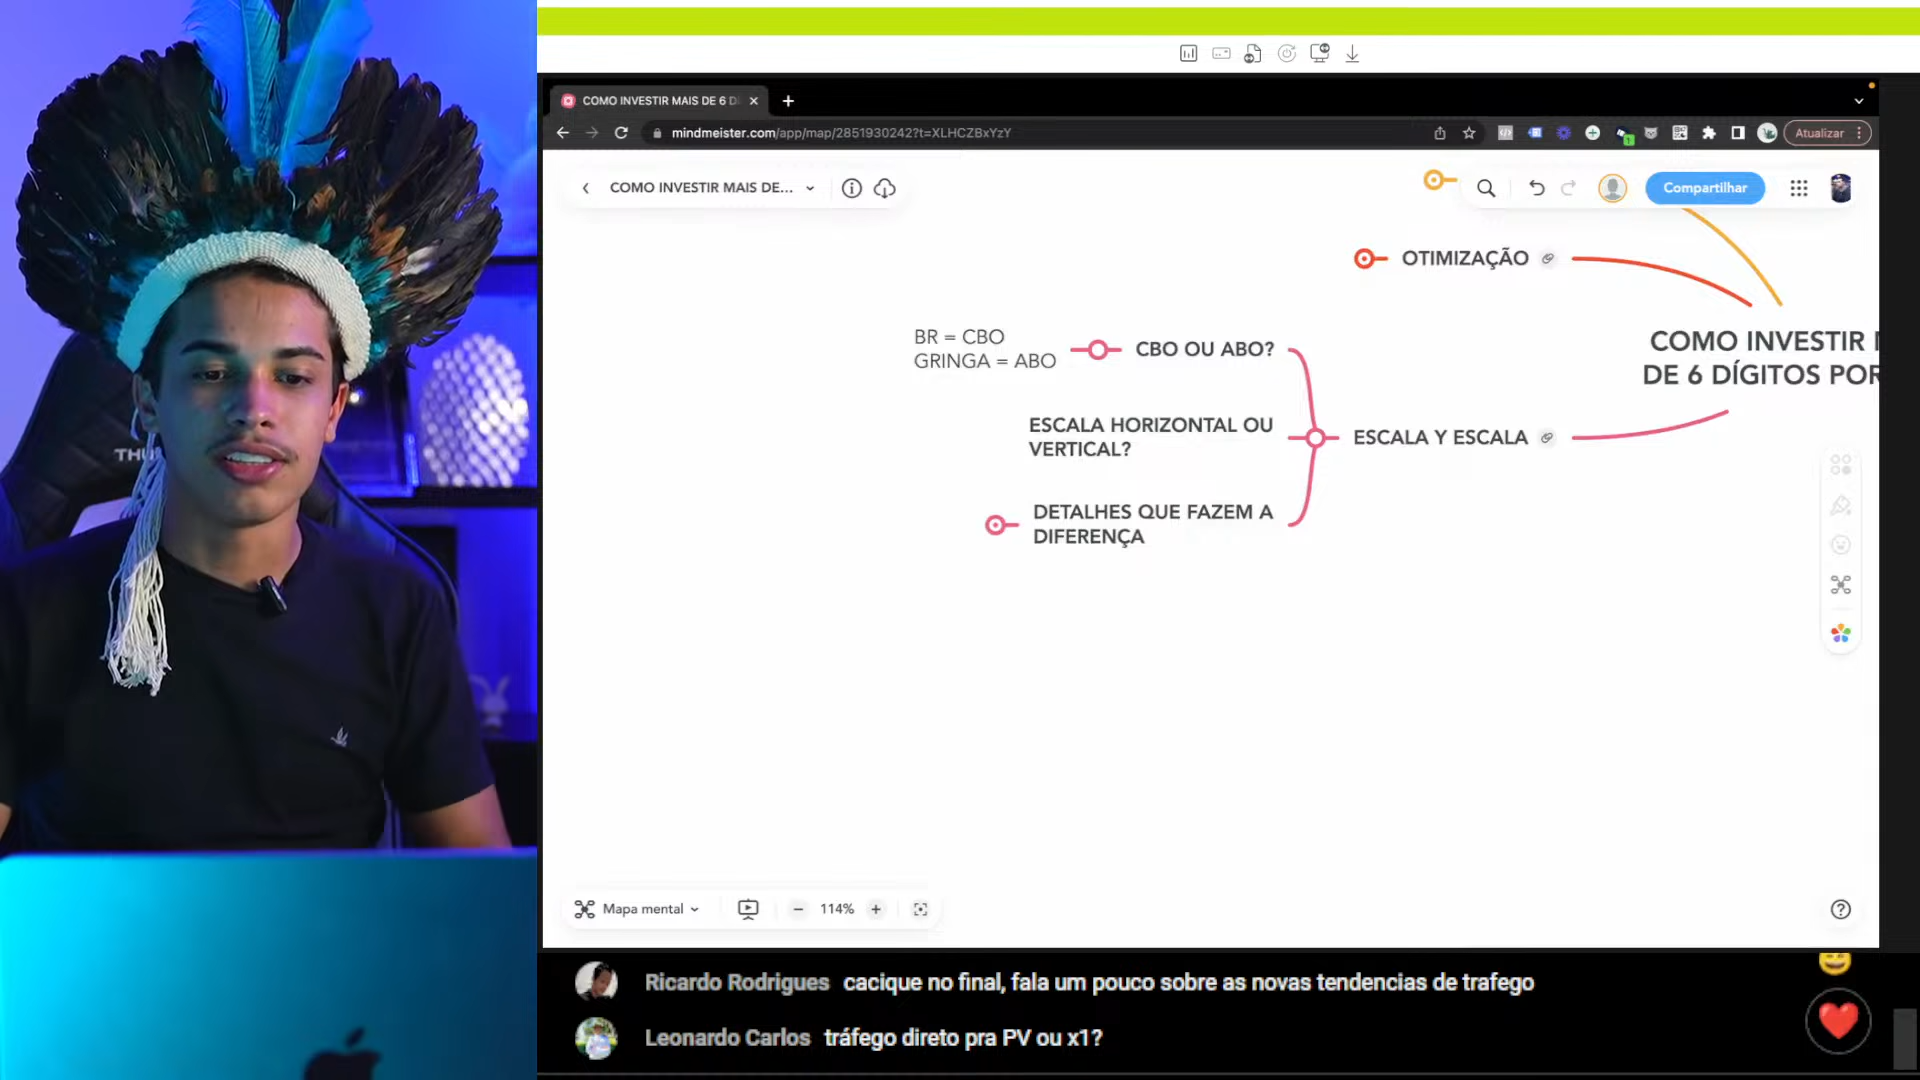 COMO INVESTIR MAIS DE 6 D
mindmeister.com/app/map/2851930242?t=XLHCZBxYzY
Atualizar
COMO INVESTIR MAIS DE...
Compartilhar
OTIMIZAÇÃO
COMO INVESTIR
DE 6 DÍGITOS POR
BR = CBO
GRINGA = ABO
CBO OU ABO?
ESCALA HORIZONTAL OU
VERTICAL?
ESCALA Y ESCALA
DETALHES QUE FAZEM A
DIFERENÇA
THU
Mapa mental
114%
Ricardo Rodrigues cacique no final, fala um pouco sobre as novas tendencias de trafego
Leonardo Carlos tráfego direto pra PV ou x1?